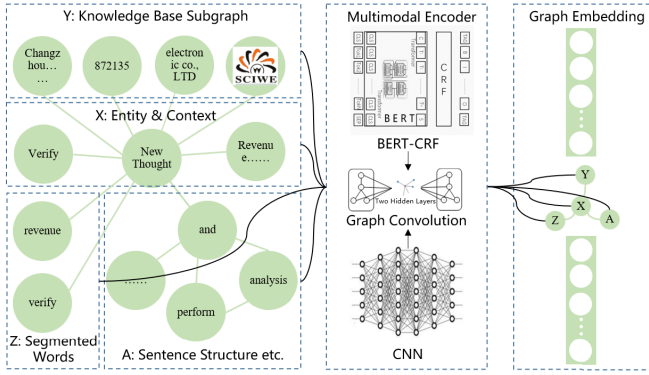 Y: Knowledge Base Subgraph
Changz
hou...
...
872135
electron
ic co.,
LTD
SCIWE
X: Entity & Context
Verify
New
Thought
Revenu
e......
revenue
verify
Z: Segmented
Words
and
......
analysis
perform
A: Sentence Structure etc.
Multimodal Encoder
Transformer
Transformer
BERT
CRF
BERT-CRF
Two Hidden Layers
Graph Convolution
CNN
Graph Embedding
Y
X
Z
A